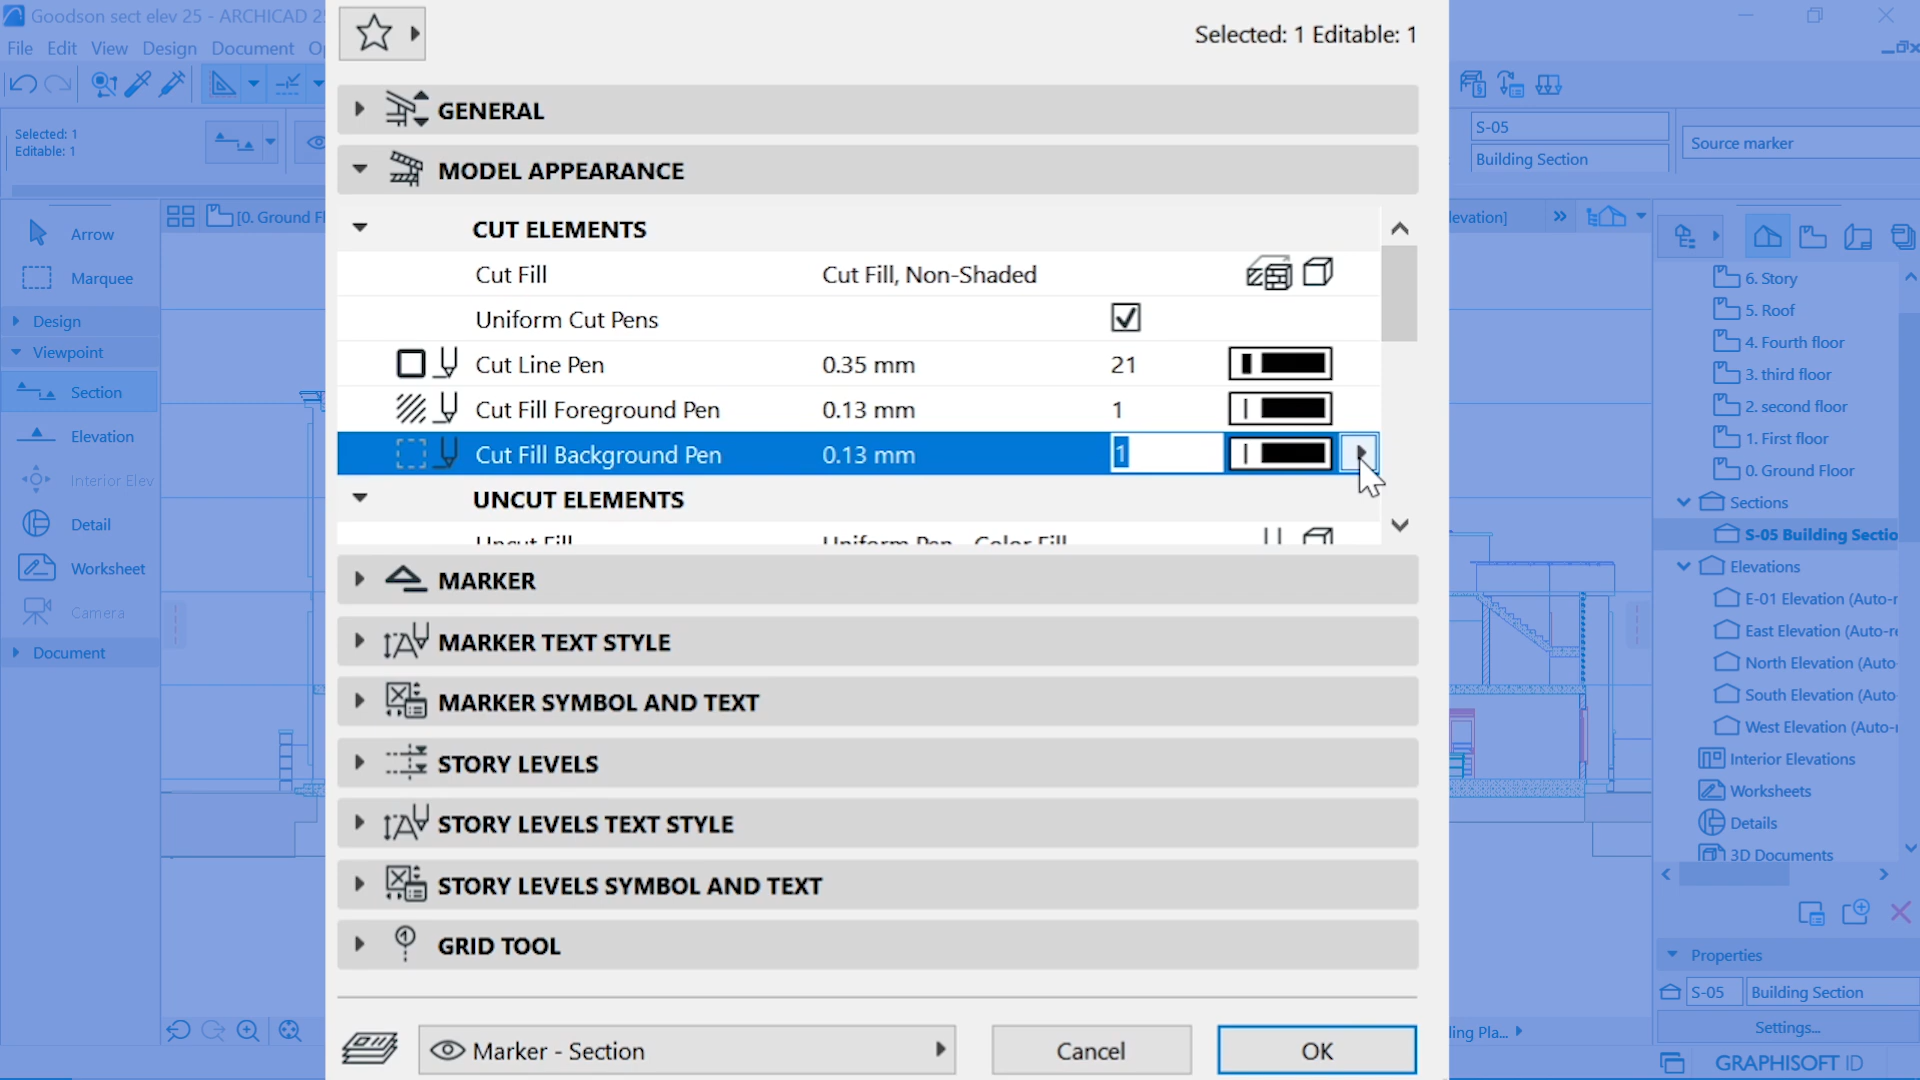 Goodson sect elev 25 - ARCHICAD 25
File Edit View Design Document
Selected: 1
Editable: 1
Arrow
Marquee
Design
Viewpoint
Section
Elevation
Interior Elev
Detail
Worksheet
Camera
Document
[0. Ground Fl
Selected: 1 Editable: 1
GENERAL
MODEL APPEARANCE
CUT ELEMENTS
Cut Fill Cut Fill, Non-Shaded
Uniform Cut Pens
Cut Line Pen 0.35 mm 21
Cut Fill Foreground Pen 0.13 mm 1
Cut Fill Background Pen 0.13 mm 1
UNCUT ELEMENTS
Uncut Fill Uniform Pen Color Fill
MARKER
MARKER TEXT STYLE
MARKER SYMBOL AND TEXT
STORY LEVELS
STORY LEVELS TEXT STYLE
STORY LEVELS SYMBOL AND TEXT
GRID TOOL
Marker - Section
Cancel
OK
S-05
Building Section
Source marker
levation]
6. Story
5. Roof
4. Fourth floor
3. third floor
2. second floor
1. First floor
0. Ground Floor
Sections
S-05 Building Sectio
Elevations
E-01 Elevation (Auto-r
East Elevation (Auto-re
North Elevation (Auto-
South Elevation (Auto-
West Elevation (Auto-r
Interior Elevations
Worksheets
Details
3D Documents
Properties
S-05 Building Section
Settings...
ling Pla...
GRAPHISOFT ID